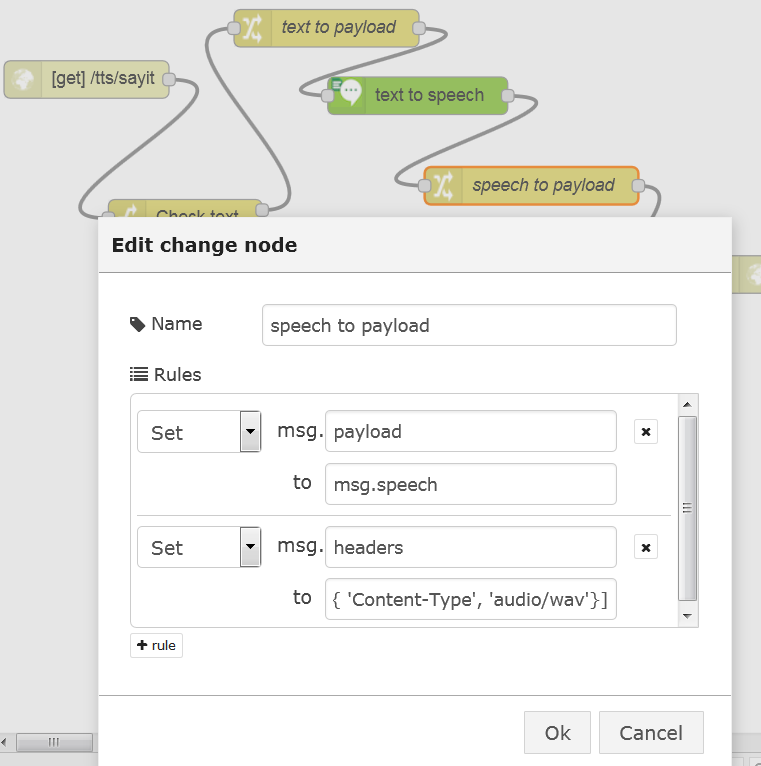 text to payload
[get] /tts/sayit
text to speech
speech to payload
Check text
Edit change node
Name
speech to payload
Rules
Set
msg. payload
to
msg.speech
Set
msg. headers
to
{ 'Content-Type', 'audio/wav'}]
+ rule
Ok
Cancel